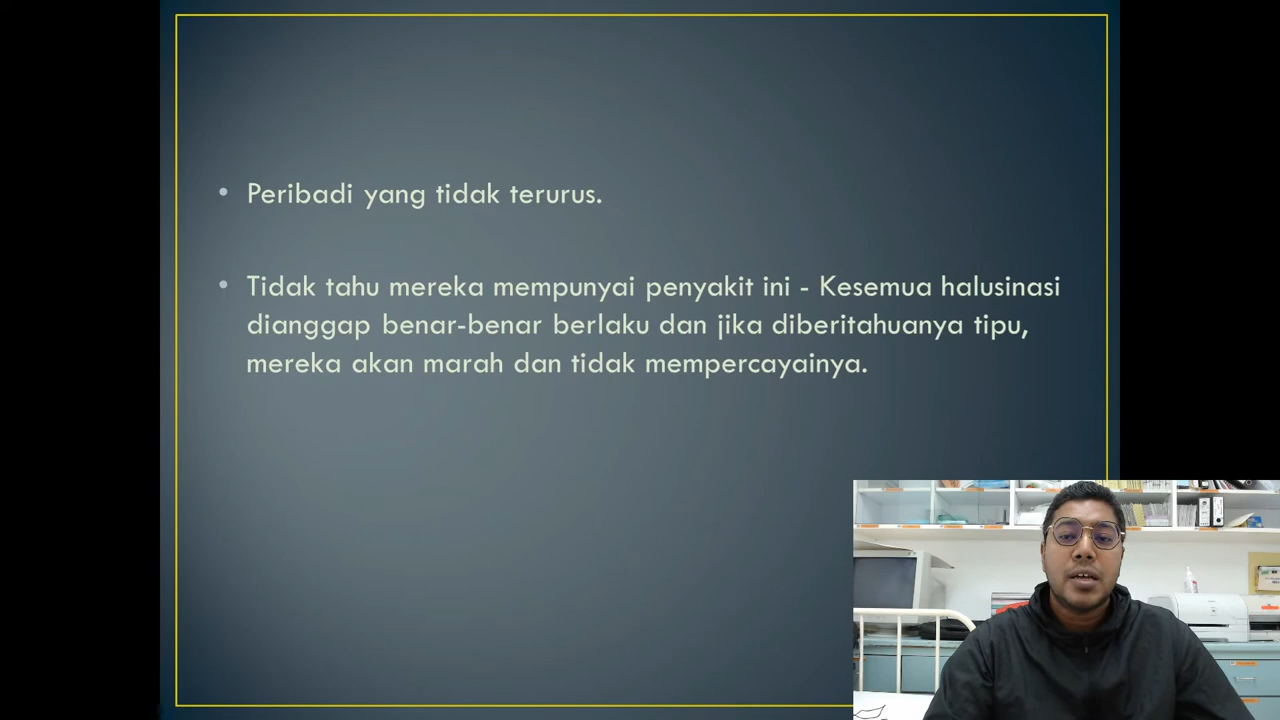 • Peribadi yang tidak terurus.
• Tidak tahu mereka mempunyai penyakit ini - Kesemua halusinasi
dianggap benar-benar berlaku dan jika diberitahuanya tipu,
mereka akan marah dan tidak mempercayainya.